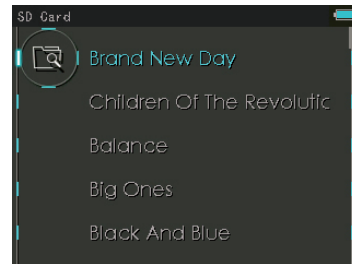 SD Card
Brand New Day
Children Of The Revolutic
Balance
Big Ones
Black And Blue